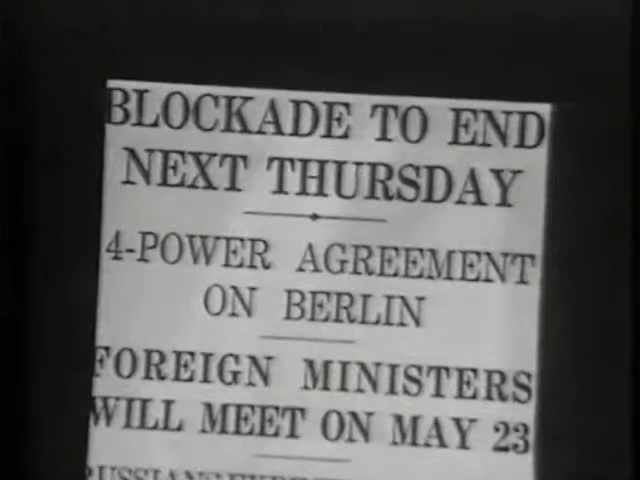 BLOCKADE TO END
NEXT THURSDAY
4-POWER AGREEMENT
ON BERLIN
FOREIGN MINISTERS
WILL MEET ON MAY 23